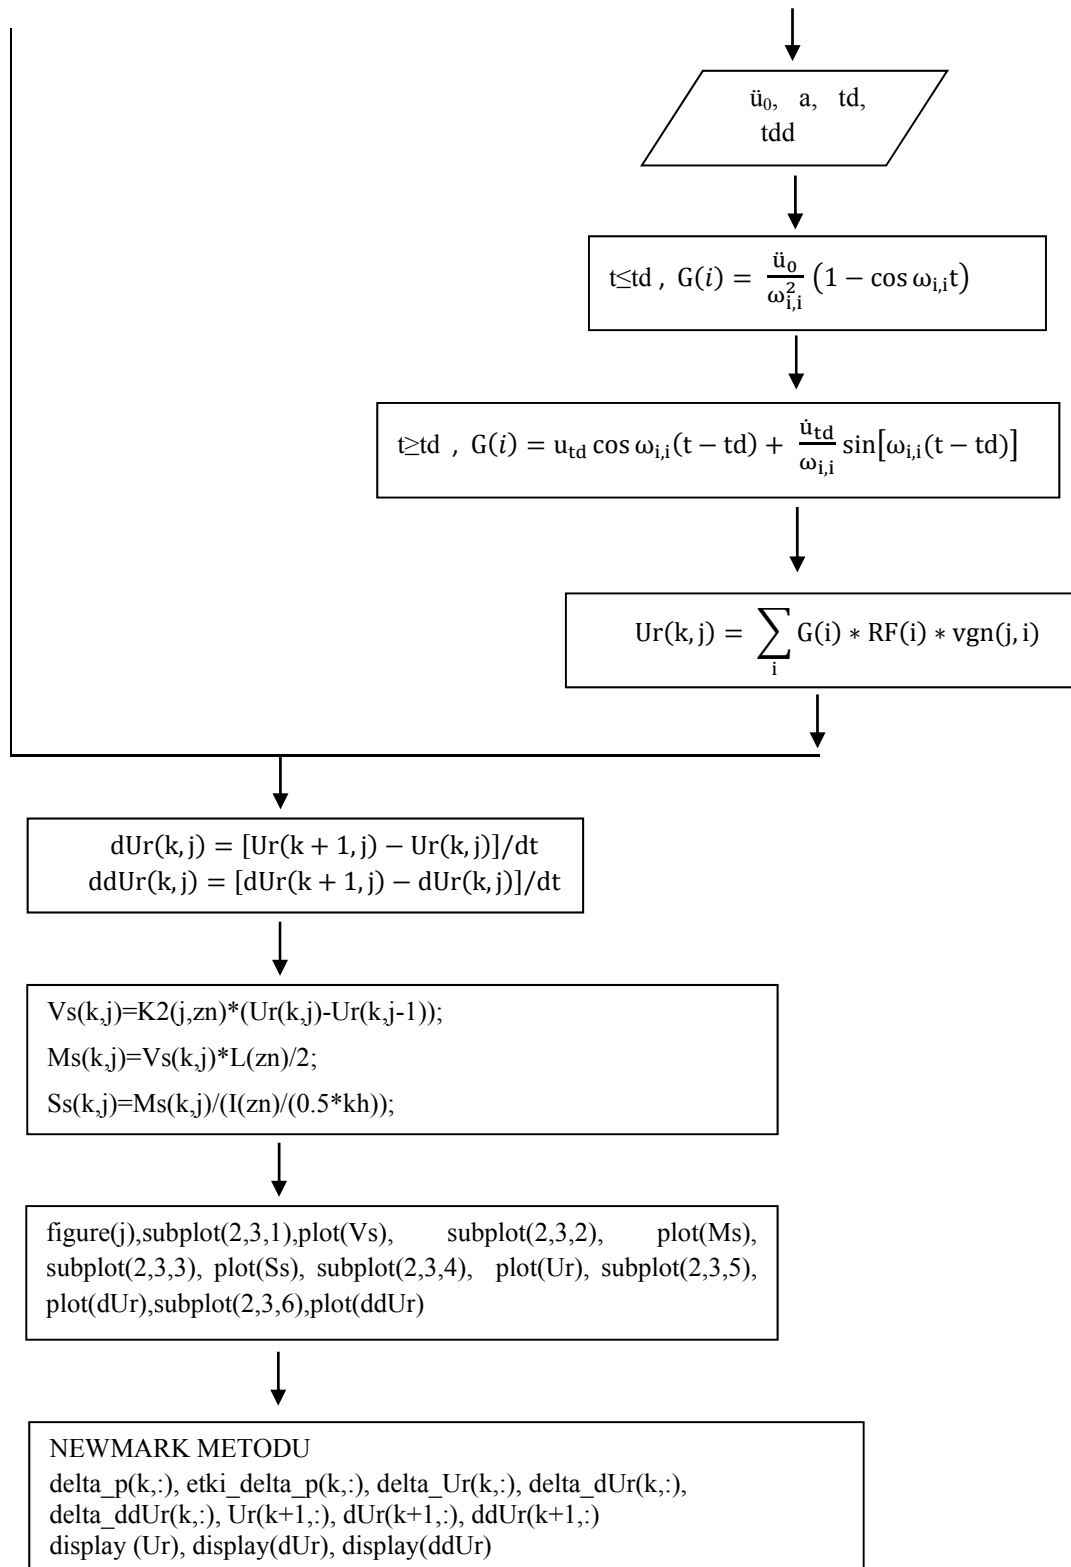 ü₀, a, td,
tdd
t≤td , G(i) = ü₀/ω²ᵢ,ᵢ (1 − cos ωᵢ,ᵢt)
t≥td , G(i) = u_td cos ωᵢ,ᵢ(t − td) + u̇_td/ωᵢ,ᵢ sin[ωᵢ,ᵢ(t − td)]
Ur(k, j) = ∑ᵢ G(i) ∗ RF(i) ∗ vgn(j, i)
dUr(k, j) = [Ur(k + 1, j) − Ur(k, j)]/dt
ddUr(k, j) = [dUr(k + 1, j) − dUr(k, j)]/dt
Vs(k,j)=K2(j,zn)*(Ur(k,j)-Ur(k,j-1));
Ms(k,j)=Vs(k,j)*L(zn)/2;
Ss(k,j)=Ms(k,j)/(I(zn)/(0.5*kh));
figure(j),subplot(2,3,1),plot(Vs), subplot(2,3,2), plot(Ms),
subplot(2,3,3), plot(Ss), subplot(2,3,4), plot(Ur), subplot(2,3,5),
plot(dUr),subplot(2,3,6),plot(ddUr)
NEWMARK METODU
delta_p(k,:), etki_delta_p(k,:), delta_Ur(k,:), delta_dUr(k,:),
delta_ddUr(k,:), Ur(k+1,:), dUr(k+1,:), ddUr(k+1,:)
display (Ur), display(dUr), display(ddUr)